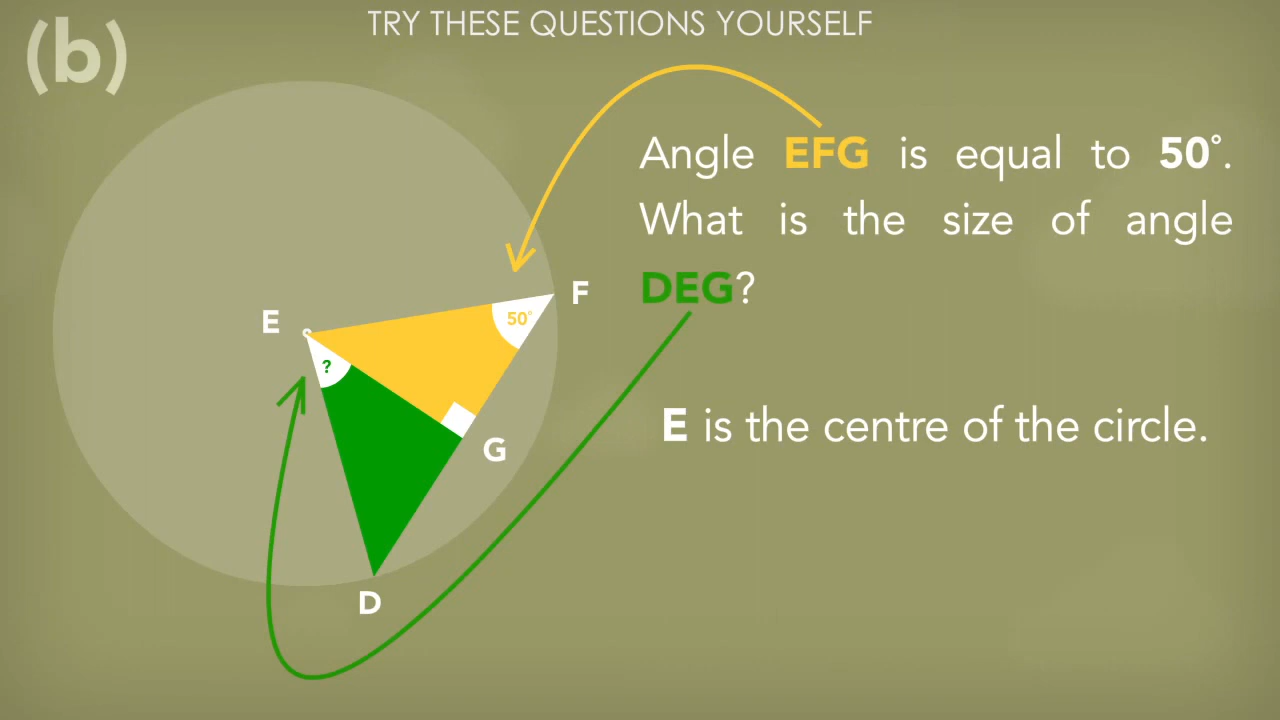 TRY THESE QUESTIONS YOURSELF
(b)
Angle EFG is equal to 50°.
What is the size of angle
DEG?
E is the centre of the circle.
E
F
50°
?
G
D